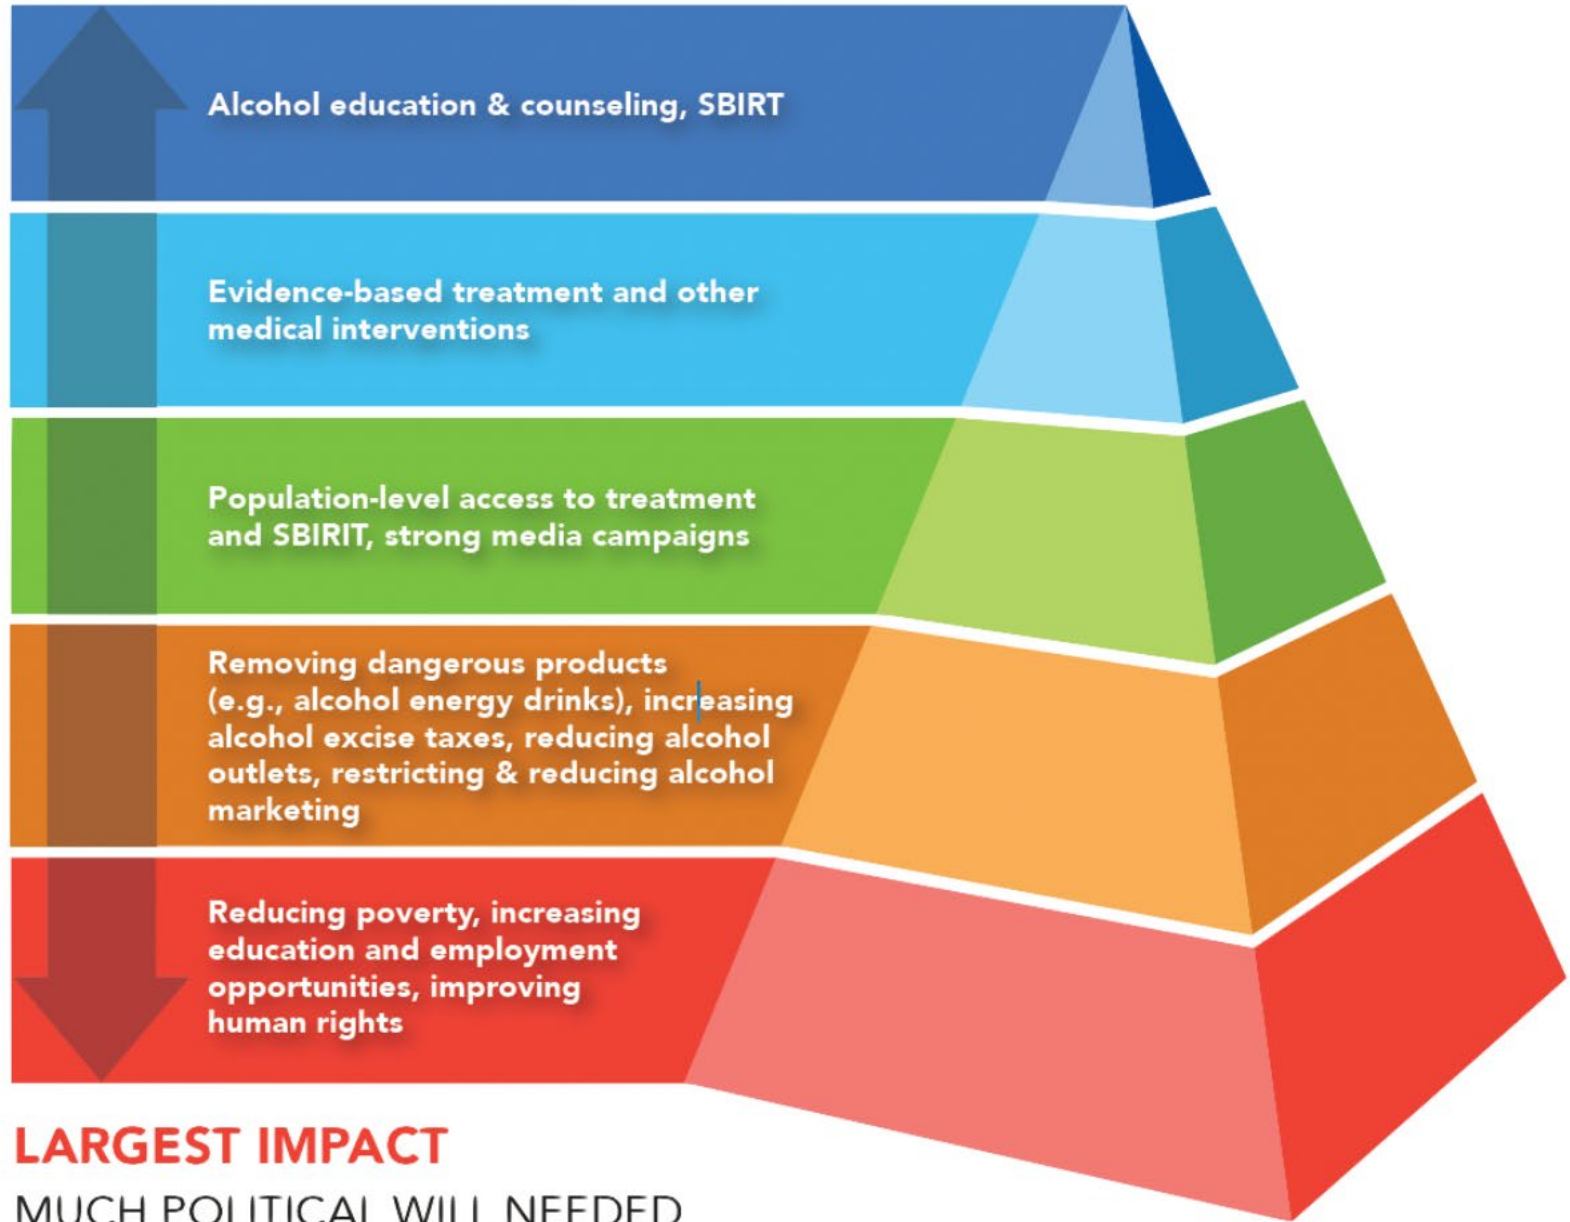 Alcohol education & counseling, SBIRT
Evidence-based treatment and other
medical interventions
Population-level access to treatment
and SBIRIT, strong media campaigns
Removing dangerous products
(e.g., alcohol energy drinks), increasing
alcohol excise taxes, reducing alcohol
outlets, restricting & reducing alcohol
marketing
Reducing poverty, increasing
education and employment
opportunities, improving
human rights
LARGEST IMPACT
MUCH POLITICAL WILL NEEDED